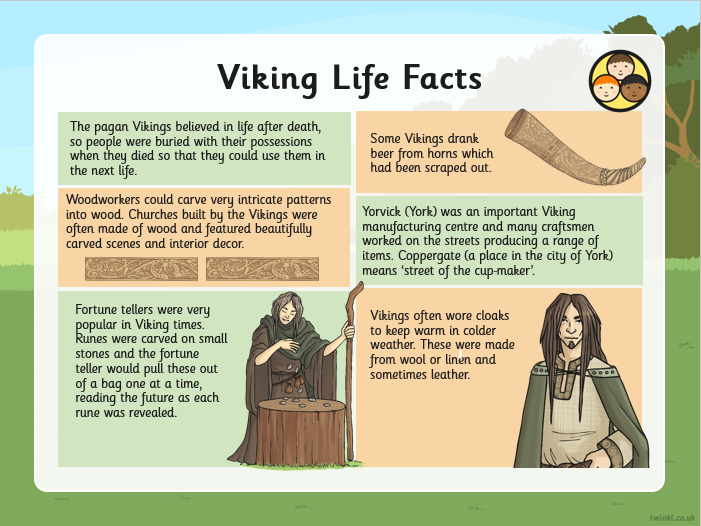 Viking Life Facts
The pagan Vikings believed in life after death,
so people were buried with their possessions
when they died so that they could use them in
the next life.
Some Vikings drank
beer from horns which
had been scraped out.
Woodworkers could carve very intricate patterns
into wood. Churches built by the Vikings were
often made of wood and featured beautifully
carved scenes and interior decor.
Yorvick (York) was an important Viking
manufacturing centre and many craftsmen
worked on the streets producing a range of
items. Coppergate (a place in the city of York)
means ‘street of the cup-maker’.
Fortune tellers were very
popular in Viking times.
Runes were carved on small
stones and the fortune
teller would pull these out
of a bag one at a time,
reading the future as each
rune was revealed.
Vikings often wore cloaks
to keep warm in colder
weather. These were made
from wool or linen and
sometimes leather.
twinkl.co.uk